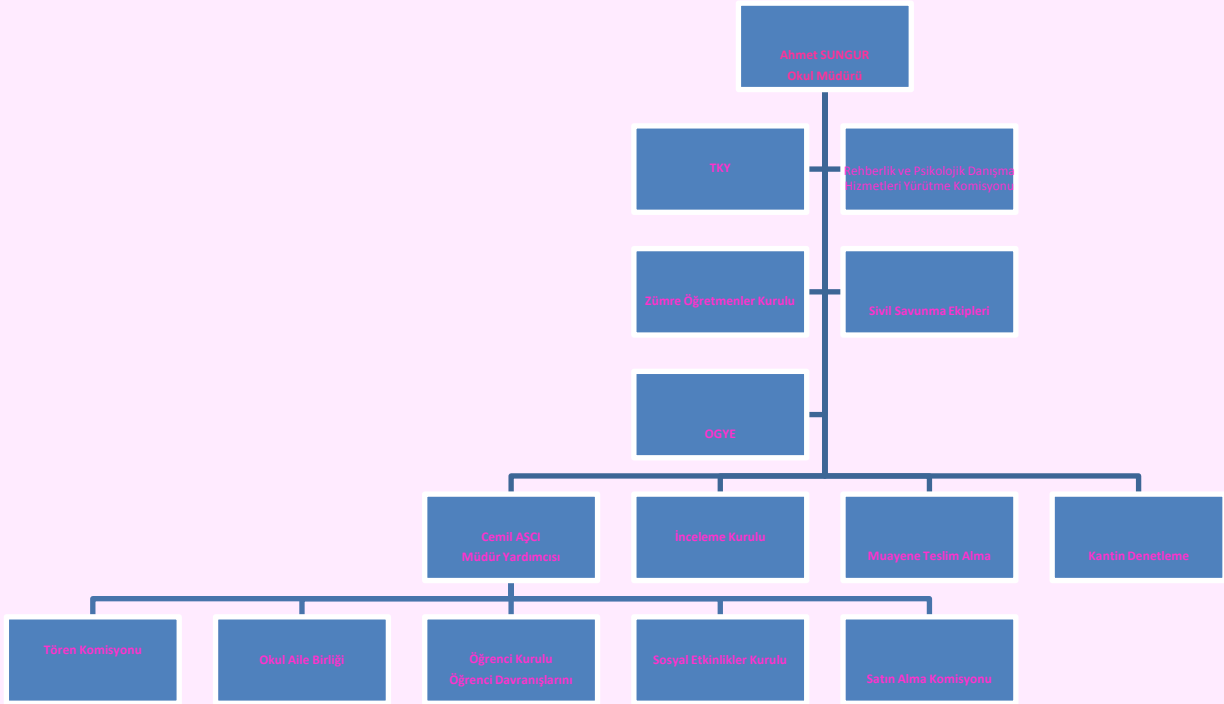 Ahmet SUNGUR
Okul Müdürü
TKY
Rehberlik ve Psikolojik Danışma
Hizmetleri Yürütme Komisyonu
Zümre Öğretmenler Kurulu
Sivil Savunma Ekipleri
OGYE
Cemil AŞCI
Müdür Yardımcısı
İnceleme Kurulu
Muayene Teslim Alma
Kantin Denetleme
Tören Komisyonu
Okul Aile Birliği
Öğrenci Kurulu
Öğrenci Davranışlarını
Sosyal Etkinlikler Kurulu
Satın Alma Komisyonu